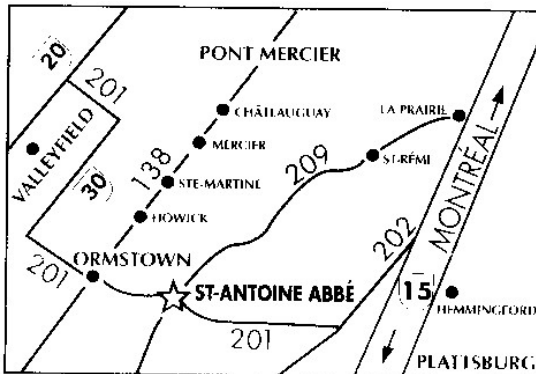 20
PONT MERCIER
201
CHÂTEAUGUAY
LA PRAIRIE
MERCIER
VALLEYFIELD
138
209
ST-RÉMI
MONTRÉAL
30
STE-MARTINE
HOWICK
202
ORMSTOWN
201
ST-ANTOINE ABBÉ
15
HEMMINGFORD
201
PLATTSBURG